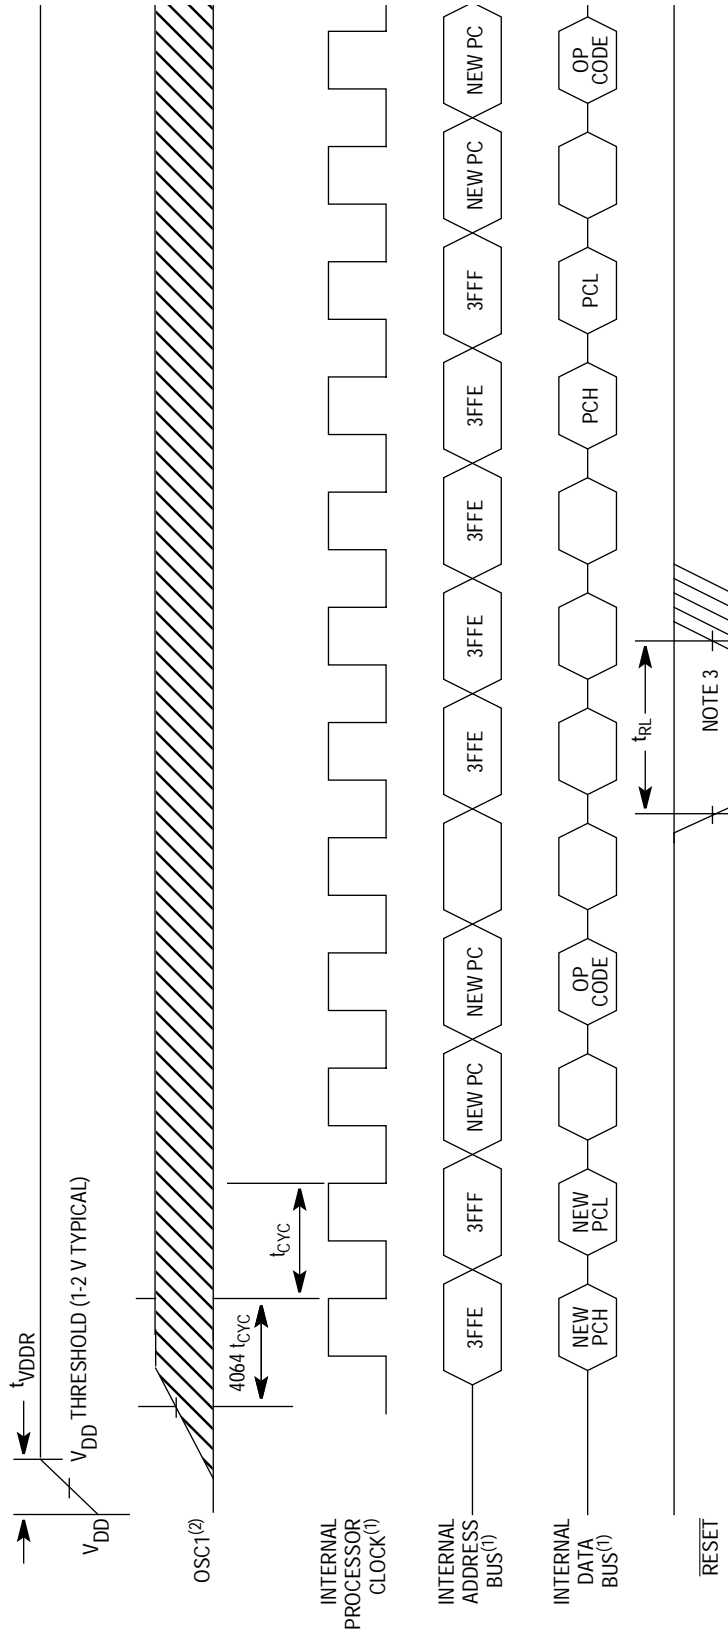 t_VDDR
V_DD
V_DD THRESHOLD (1-2 V TYPICAL)
OSC1(2)
4064 t_CYC
t_CYC
INTERNAL
PROCESSOR
CLOCK(1)
INTERNAL
ADDRESS
BUS(1)
3FFE
3FFF
NEW PC
NEW PC
3FFE
3FFE
3FFE
3FFE
3FFF
NEW PC
NEW PC
INTERNAL
DATA
BUS(1)
NEW
PCH
NEW
PCL
OP
CODE
PCH
PCL
OP
CODE
t_RL
RESET
NOTE 3